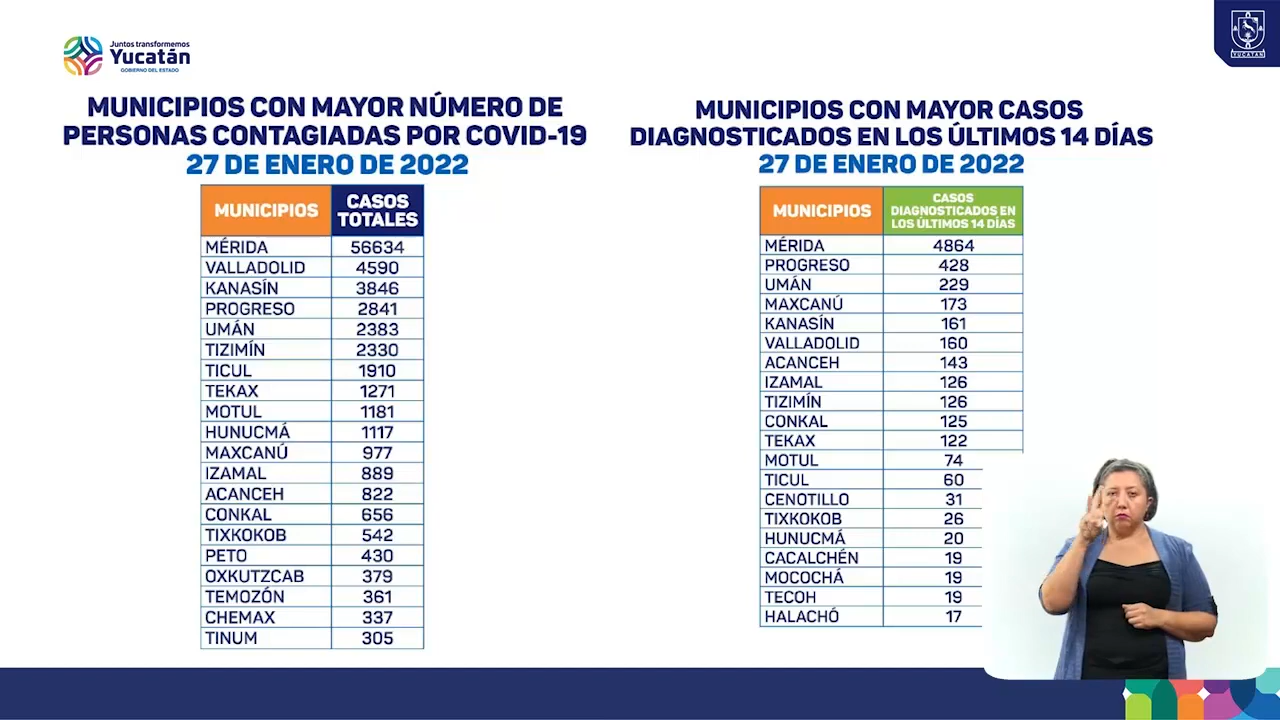 Juntos transformemos
Yucatán
GOBIERNO DEL ESTADO
YUCATÁN
MUNICIPIOS CON MAYOR NÚMERO DE
PERSONAS CONTAGIADAS POR COVID-19
27 DE ENERO DE 2022
MUNICIPIOS CASOS TOTALES
MÉRIDA 56634
VALLADOLID 4590
KANASÍN 3846
PROGRESO 2841
UMÁN 2383
TIZIMÍN 2330
TICUL 1910
TEKAX 1271
MOTUL 1181
HUNUCMÁ 1117
MAXCANÚ 977
IZAMAL 889
ACANCEH 822
CONKAL 656
TIXKOKOB 542
PETO 430
OXKUTZCAB 379
TEMOZÓN 361
CHEMAX 337
TINUM 305
MUNICIPIOS CON MAYOR CASOS
DIAGNOSTICADOS EN LOS ÚLTIMOS 14 DÍAS
27 DE ENERO DE 2022
MUNICIPIOS CASOS DIAGNOSTICADOS EN LOS ÚLTIMOS 14 DÍAS
MÉRIDA 4864
PROGRESO 428
UMÁN 229
MAXCANÚ 173
KANASÍN 161
VALLADOLID 160
ACANCEH 143
IZAMAL 126
TIZIMÍN 126
CONKAL 125
TEKAX 122
MOTUL 74
TICUL 60
CENOTILLO 31
TIXKOKOB 26
HUNUCMÁ 20
CACALCHÉN 19
MOCOCHÁ 19
TECOH 19
HALACHÓ 17